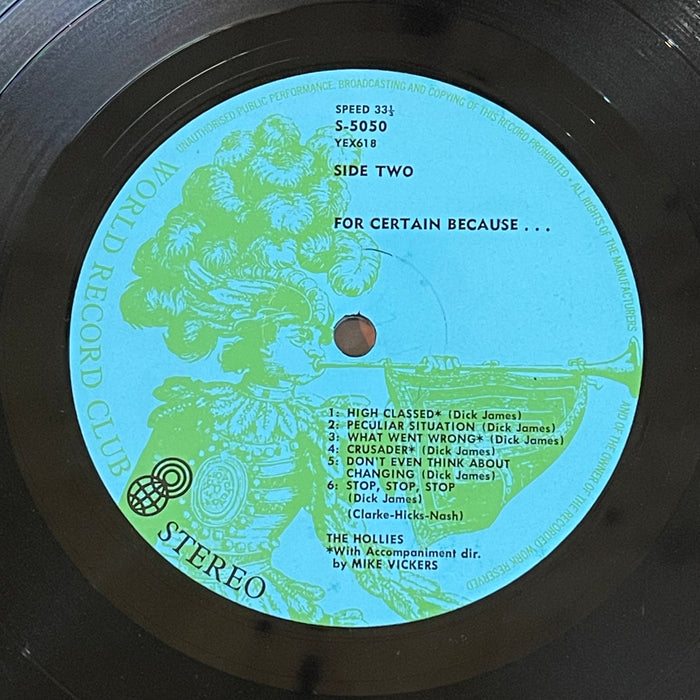 UNAUTHORISED PUBLIC PERFORMANCE, BROADCASTING AND COPYING OF THIS RECORD PROHIBITED • ALL RIGHTS OF THE MANUFACTURERS AND OF THE OWNER OF THE RECORDED WORK RESERVED
WORLD RECORD CLUB
SPEED 33⅓
S-5050
YEX618
SIDE TWO
FOR CERTAIN BECAUSE . . .
1: HIGH CLASSED* (Dick James)
2: PECULIAR SITUATION (Dick James)
3: WHAT WENT WRONG* (Dick James)
4: CRUSADER* (Dick James)
5: DON'T EVEN THINK ABOUT
CHANGING (Dick James)
6: STOP, STOP, STOP
(Dick James)
(Clarke-Hicks-Nash)
THE HOLLIES
*With Accompaniment dir.
by MIKE VICKERS
STEREO